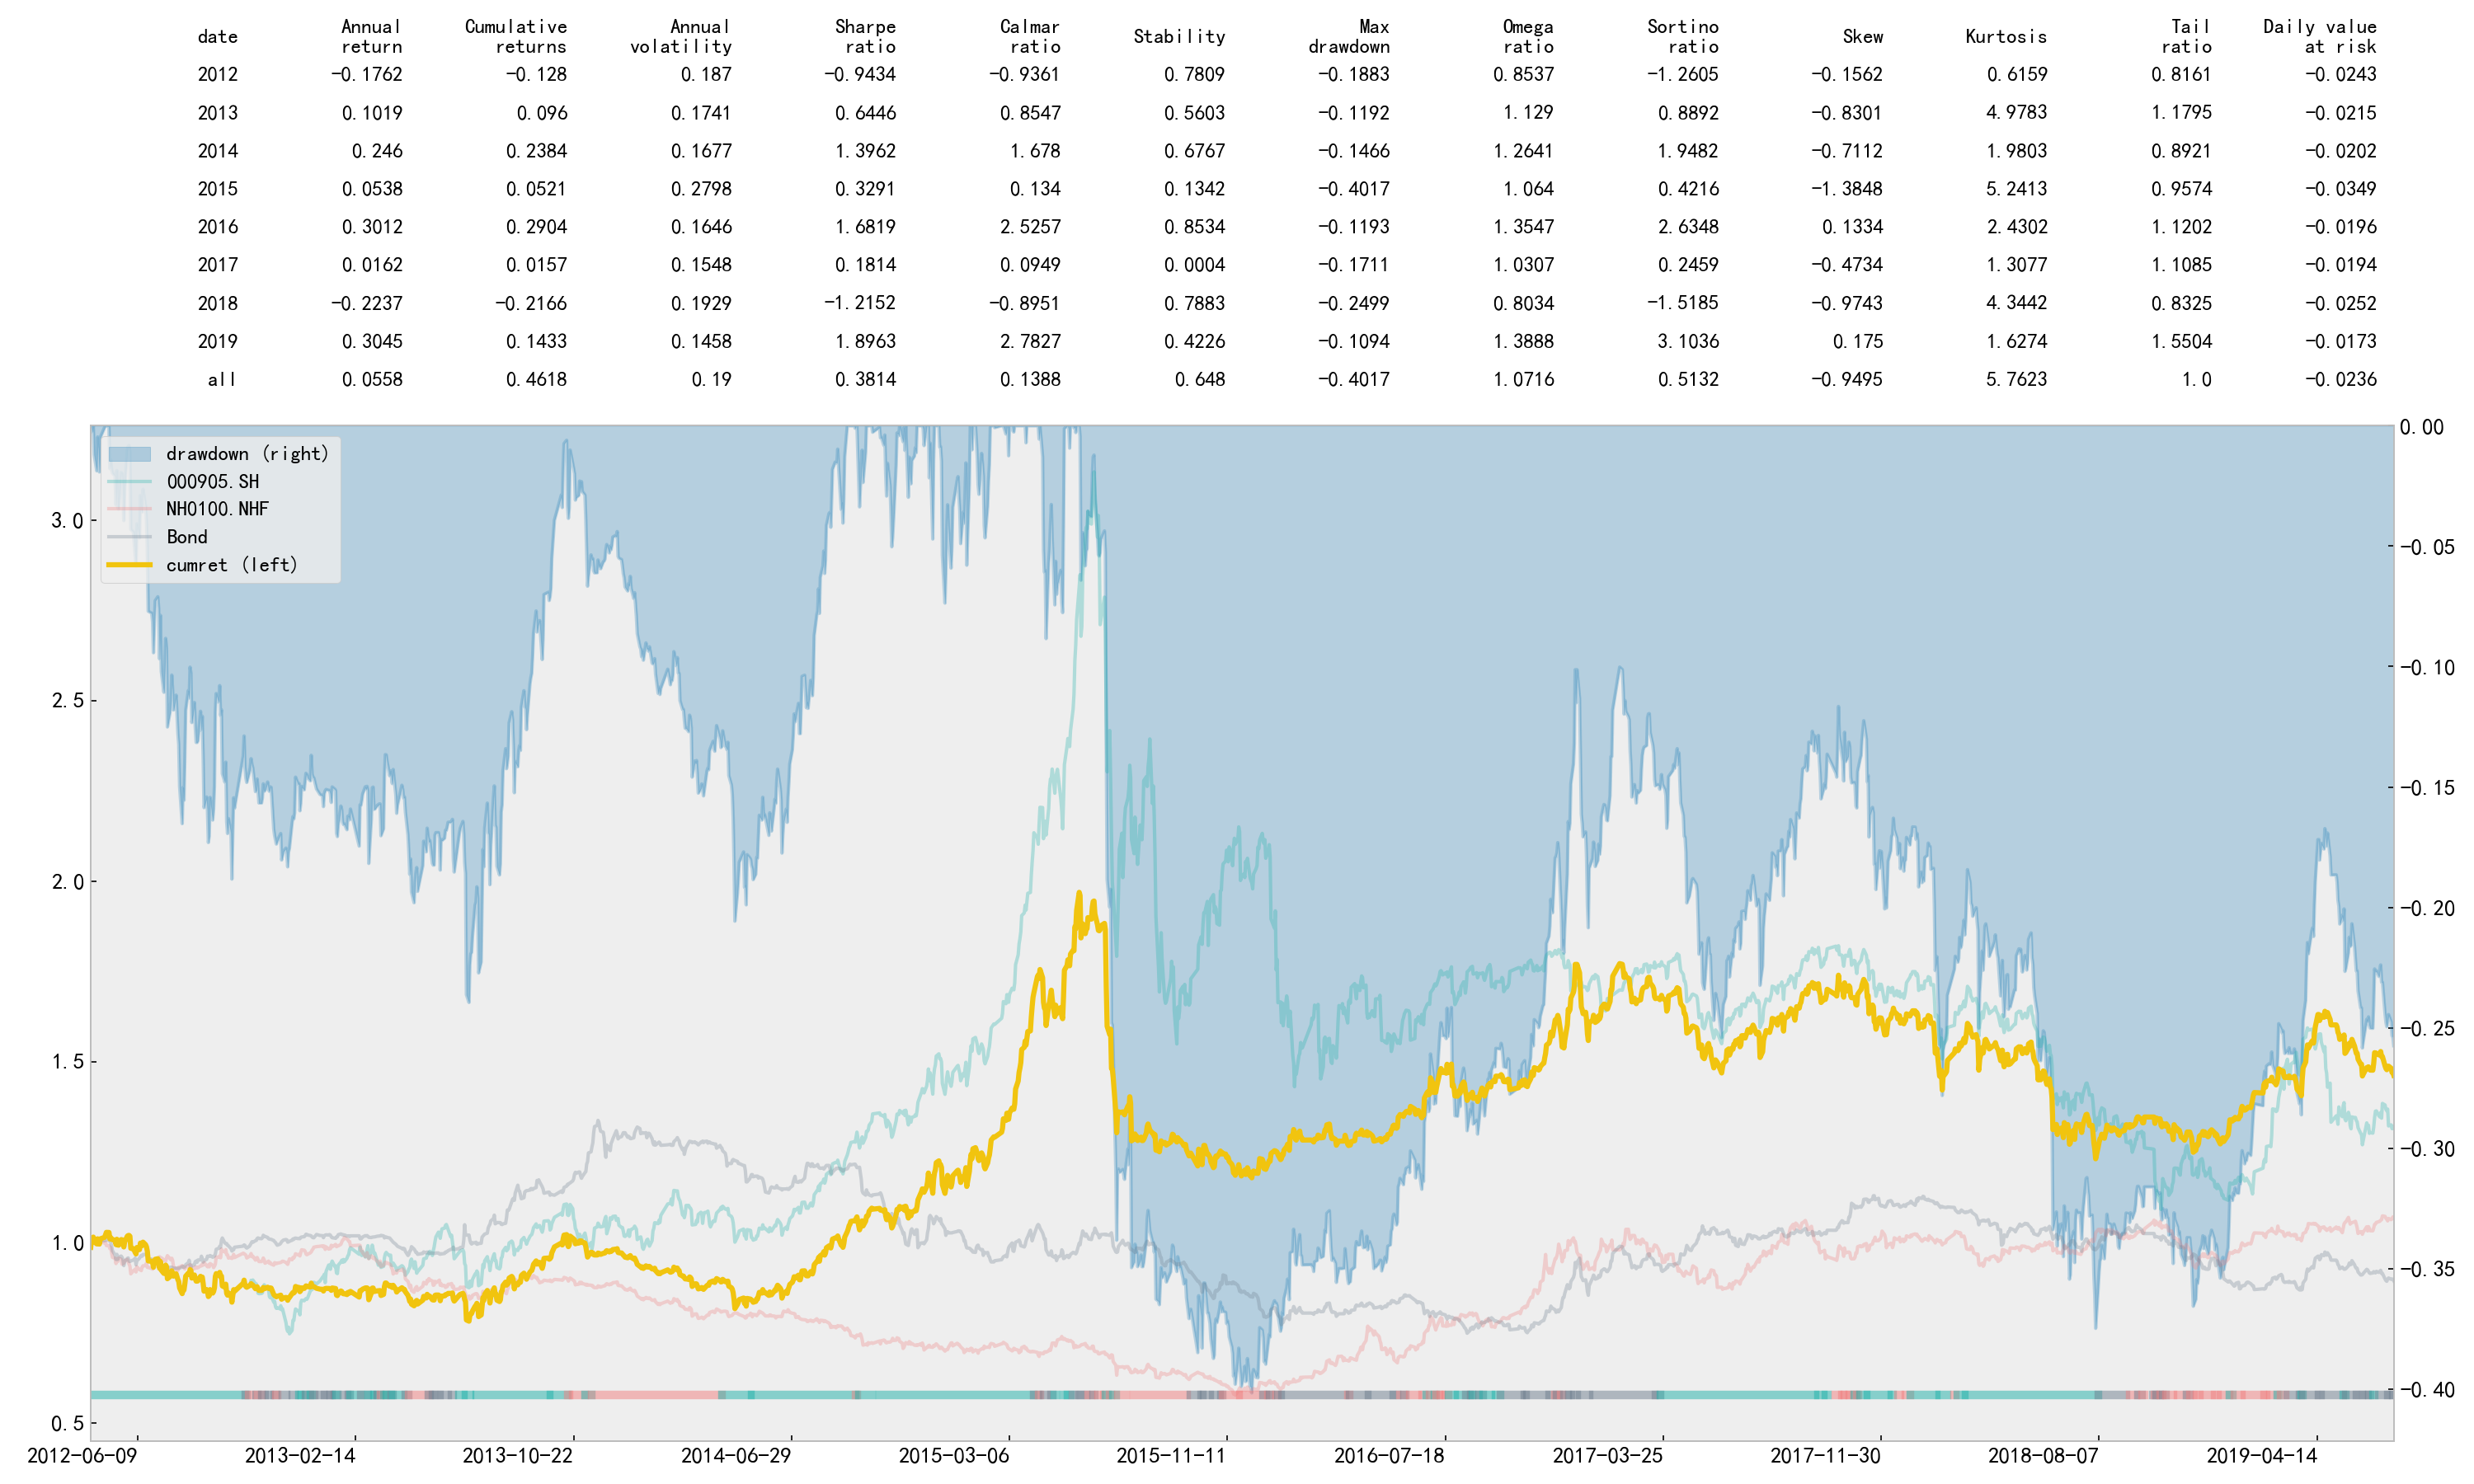 date Annual return Cumulative returns Annual volatility Sharpe ratio Calmar ratio Stability Max drawdown Omega ratio Sortino ratio Skew Kurtosis Tail ratio Daily value at risk
2012 -0.1762 -0.128 0.187 -0.9434 -0.9361 0.7809 -0.1883 0.8537 -1.2605 -0.1562 0.6159 0.8161 -0.0243
2013 0.1019 0.096 0.1741 0.6446 0.8547 0.5603 -0.1192 1.129 0.8892 -0.8301 4.9783 1.1795 -0.0215
2014 0.246 0.2384 0.1677 1.3962 1.678 0.6767 -0.1466 1.2641 1.9482 -0.7112 1.9803 0.8921 -0.0202
2015 0.0538 0.0521 0.2798 0.3291 0.134 0.1342 -0.4017 1.064 0.4216 -1.3848 5.2413 0.9574 -0.0349
2016 0.3012 0.2904 0.1646 1.6819 2.5257 0.8534 -0.1193 1.3547 2.6348 0.1334 2.4302 1.1202 -0.0196
2017 0.0162 0.0157 0.1548 0.1814 0.0949 0.0004 -0.1711 1.0307 0.2459 -0.4734 1.3077 1.1085 -0.0194
2018 -0.2237 -0.2166 0.1929 -1.2152 -0.8951 0.7883 -0.2499 0.8034 -1.5185 -0.9743 4.3442 0.8325 -0.0252
2019 0.3045 0.1433 0.1458 1.8963 2.7827 0.4226 -0.1094 1.3888 3.1036 0.175 1.6274 1.5504 -0.0173
all 0.0558 0.4618 0.19 0.3814 0.1388 0.648 -0.4017 1.0716 0.5132 -0.9495 5.7623 1.0 -0.0236
drawdown (right)
000905.SH
NH0100.NHF
Bond
cumret (left)
3.0
2.5
2.0
1.5
1.0
0.5
0.00
-0.05
-0.10
-0.15
-0.20
-0.25
-0.30
-0.35
-0.40
2012-06-09 2013-02-14 2013-10-22 2014-06-29 2015-03-06 2015-11-11 2016-07-18 2017-03-25 2017-11-30 2018-08-07 2019-04-14